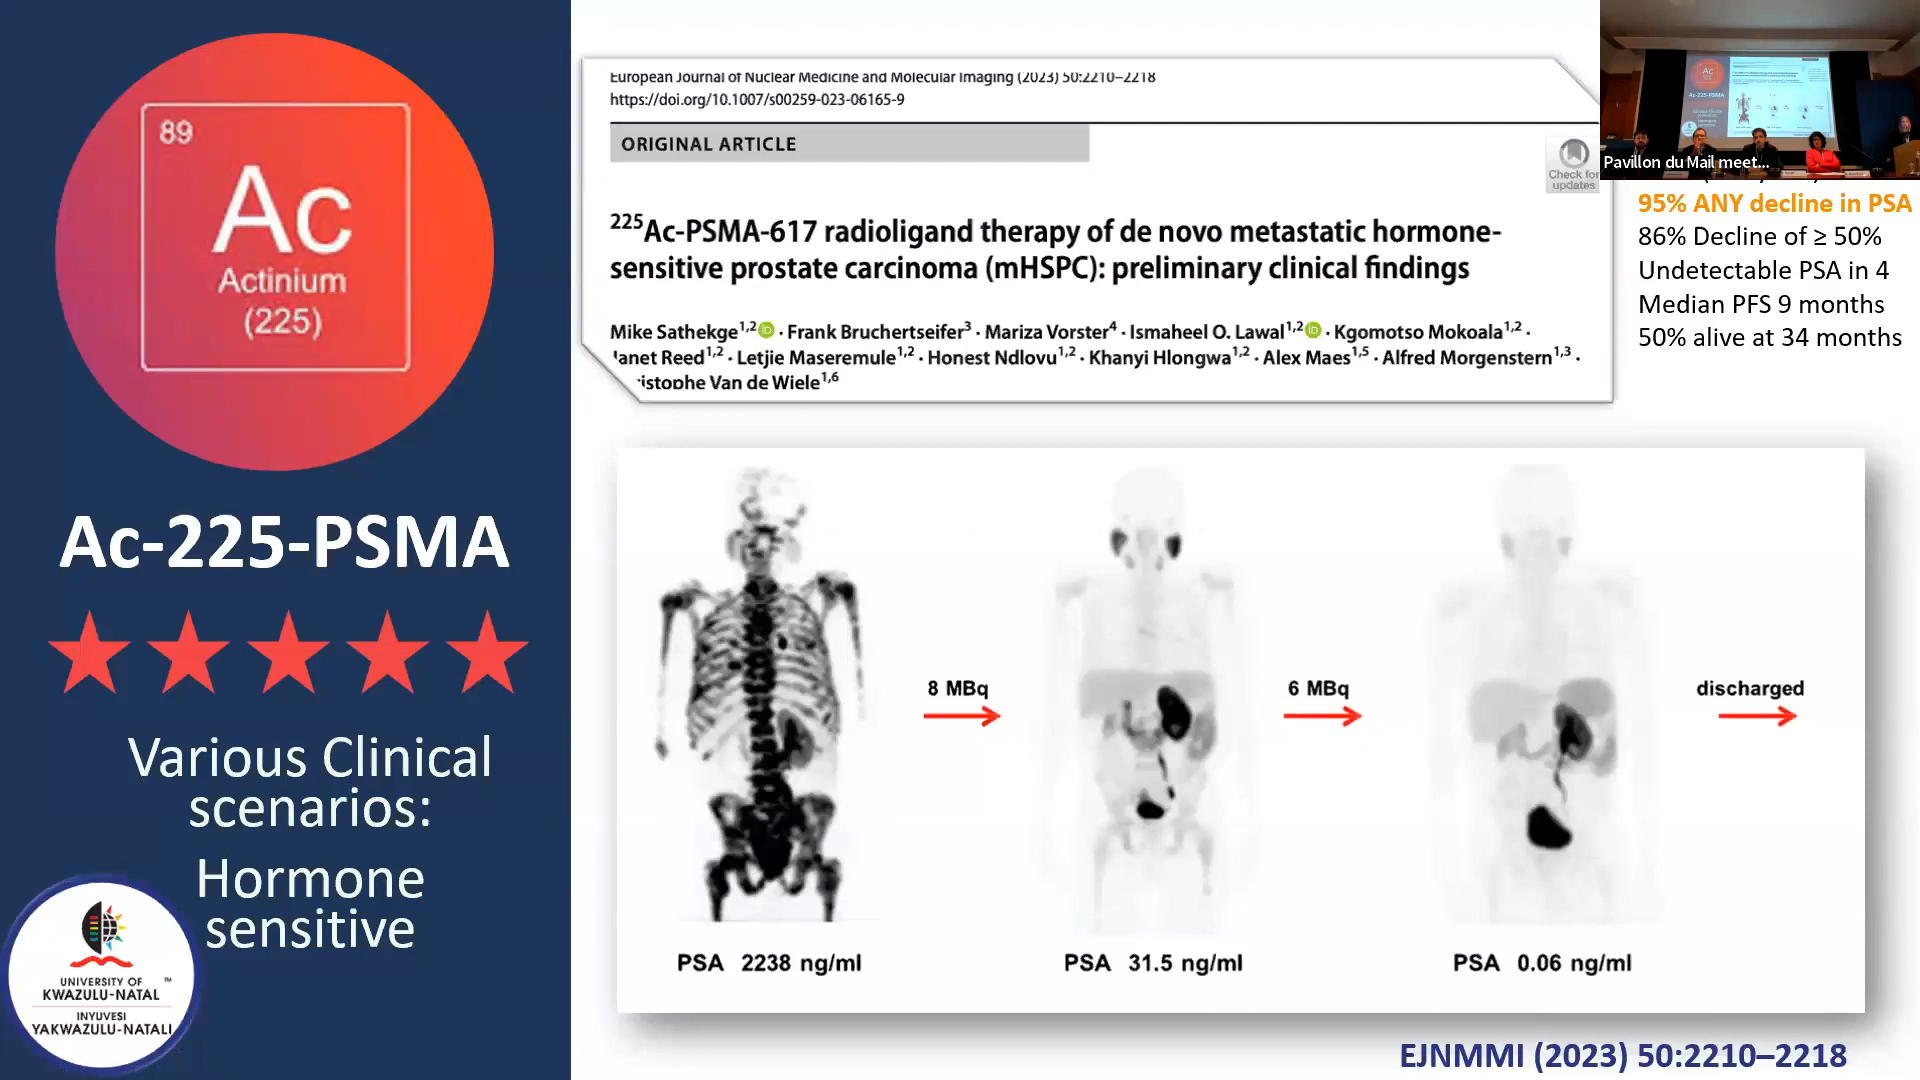 89
Ac
Actinium
(225)
Ac-225-PSMA
Various Clinical
scenarios:
Hormone
sensitive
UNIVERSITY OF ™
KWAZULU-NATAL
INYUVESI
YAKWAZULU-NATALI
European Journal of Nuclear Medicine and Molecular Imaging (2023) 50:2210–2218
https://doi.org/10.1007/s00259-023-06165-9
ORIGINAL ARTICLE
Check for
updates
225Ac-PSMA-617 radioligand therapy of de novo metastatic hormone-
sensitive prostate carcinoma (mHSPC): preliminary clinical findings
Mike Sathekge1,2 · Frank Bruchertseifer3 · Mariza Vorster4 · Ismaheel O. Lawal1,2 · Kgomotso Mokoala1,2 ·
Janet Reed1,2 · Letjie Maseremule1,2 · Honest Ndlovu1,2 · Khanyi Hlongwa1,2 · Alex Maes1,5 · Alfred Morgenstern1,3 ·
istophe Van de Wiele1,6
Pavillon du Mail meet...
95% ANY decline in PSA
86% Decline of ≥ 50%
Undetectable PSA in 4
Median PFS 9 months
50% alive at 34 months
8 MBq
6 MBq
discharged
PSA 2238 ng/ml
PSA 31.5 ng/ml
PSA 0.06 ng/ml
EJNMMI (2023) 50:2210–2218